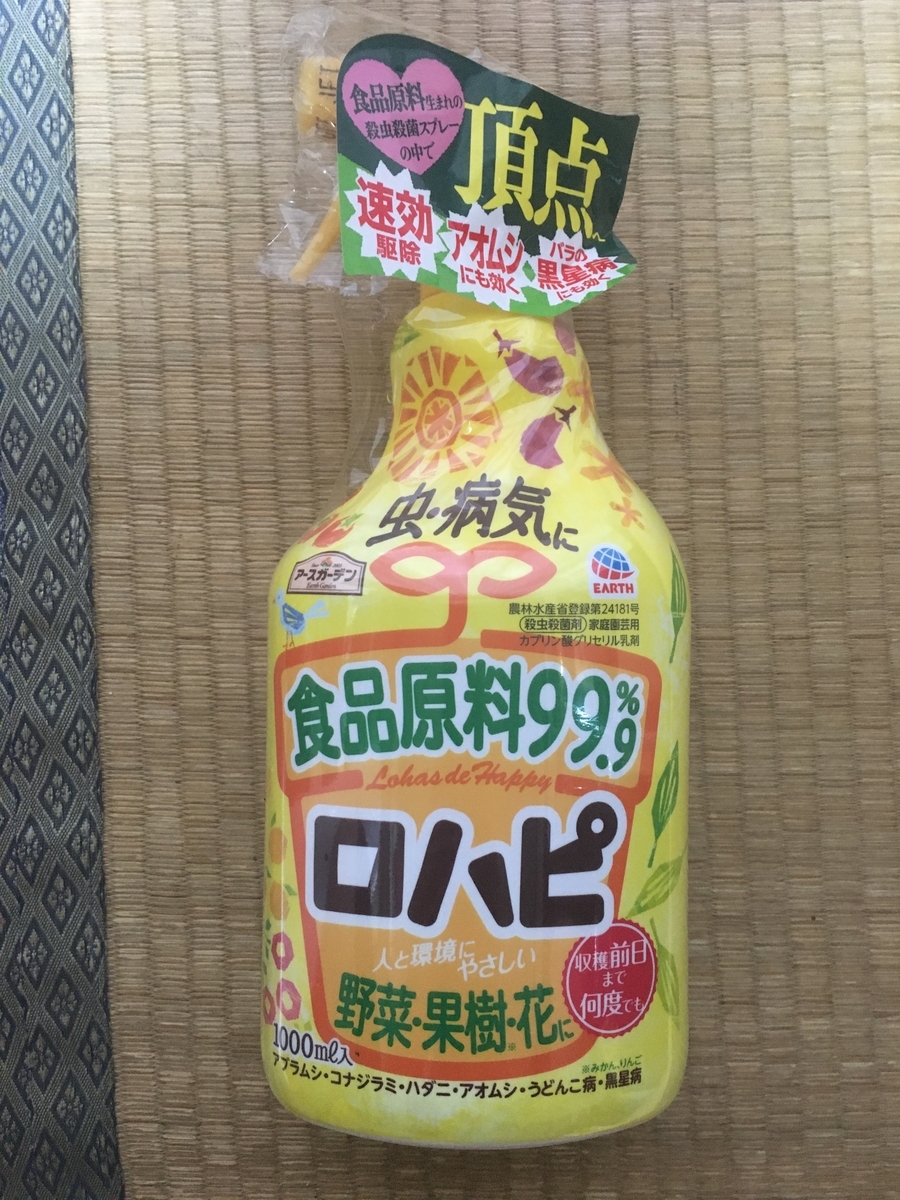 食品原料生まれの
殺虫殺菌スプレー
の中で
頂点へ
速効
駆除
アオムシ
にも効く
バラの
黒星病
にも効く
虫・病気に
アースガーデン
Earth Garden
EARTH
農林水産省登録第24181号
殺虫殺菌剤 家庭園芸用
カプリン酸グリセリル乳剤
食品原料99.9%
Lohas de Happy
ロハピ
人と環境に
やさしい
収穫前日
まで
何度でも
野菜・果樹※・花に
1000mℓ入
※みかん、りんご
アブラムシ・コナジラミ・ハダニ・アオムシ・うどんこ病・黒星病